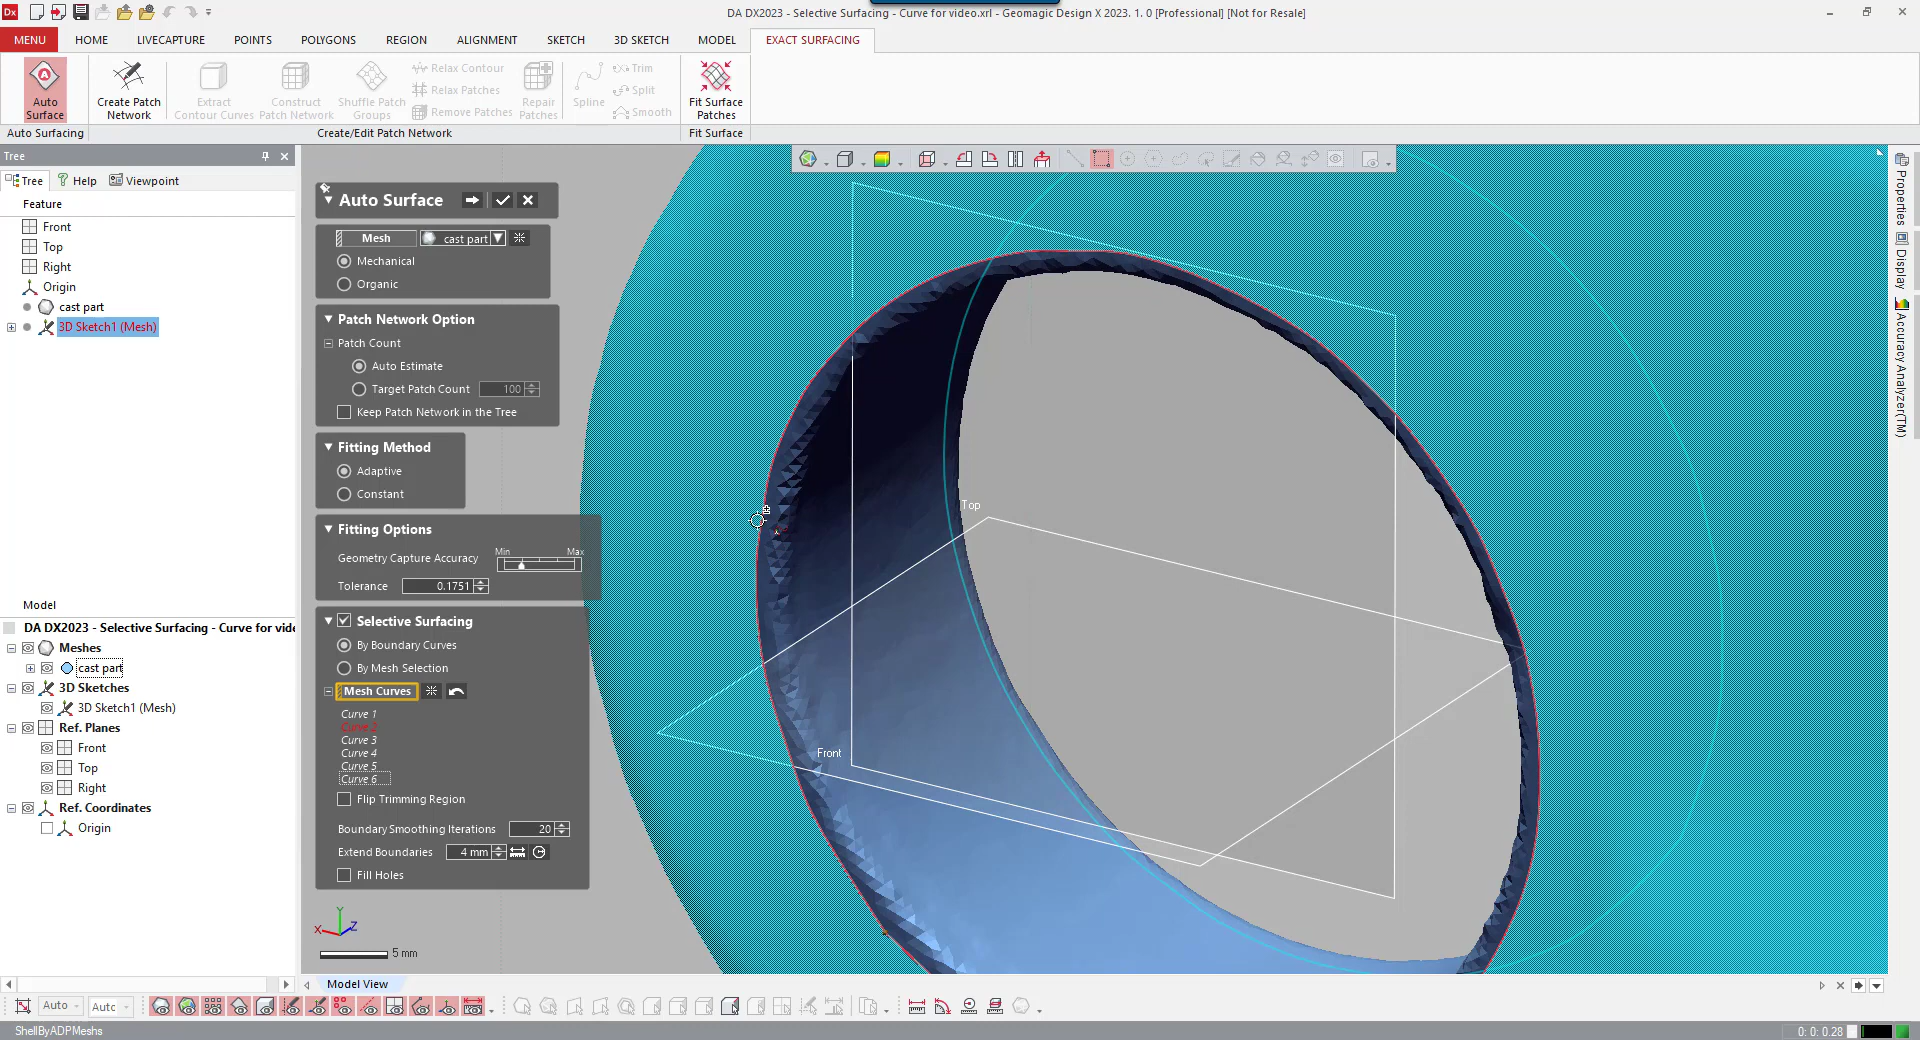 DA DX2023 - Selective Surfacing - Curve for video.xrl - Geomagic Design X 2023. 1. 0 [Professional] [Not for Resale]
MENU HOME LIVECAPTURE POINTS POLYGONS REGION ALIGNMENT SKETCH 3D SKETCH MODEL EXACT SURFACING
Auto Surface
Create Patch Network
Extract Contour Curves
Construct Patch Network
Shuffle Patch Groups
Relax Contour
Relax Patches
Remove Patches
Repair Patches
Spline
Trim
Split
Smooth
Fit Surface Patches
Auto Surfacing
Create/Edit Patch Network
Fit Surface
Tree
Tree Help Viewpoint
Feature
Front
Top
Right
Origin
cast part
3D Sketch1 (Mesh)
Model
DA DX2023 - Selective Surfacing - Curve for vide
Meshes
cast part
3D Sketches
3D Sketch1 (Mesh)
Ref. Planes
Front
Top
Right
Ref. Coordinates
Origin
Auto Surface
Mesh cast part
Mechanical
Organic
Patch Network Option
Patch Count
Auto Estimate
Target Patch Count 100
Keep Patch Network in the Tree
Fitting Method
Adaptive
Constant
Fitting Options
Min Max
Geometry Capture Accuracy
Tolerance 0.1751
Selective Surfacing
By Boundary Curves
By Mesh Selection
Mesh Curves
Curve 1
Curve 2
Curve 3
Curve 4
Curve 5
Curve 6
Flip Trimming Region
Boundary Smoothing Iterations 20
Extend Boundaries 4 mm
Fill Holes
Top
Front
Y
X
Z
5 mm
Properties
Display
Accuracy Analyzer(TM)
Model View
Auto Autc
ShellByADPMeshs
0: 0: 0.28